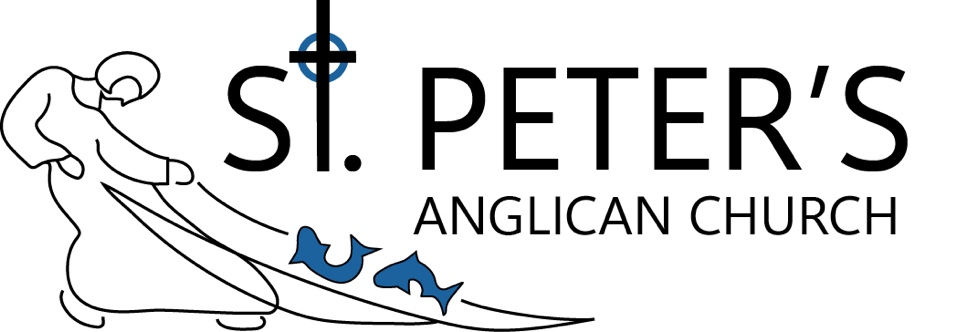 St. PETER'S
ANGLICAN CHURCH